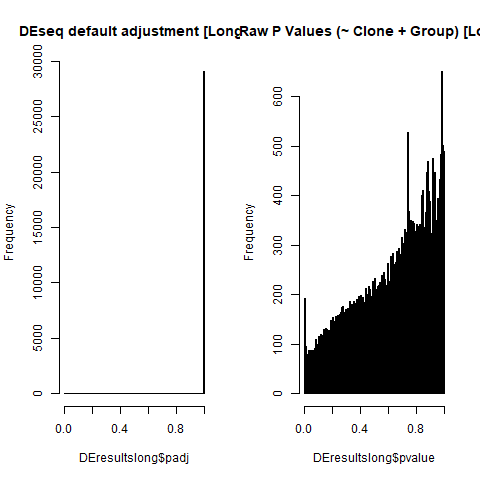 DEseq default adjustment [Long
Raw P Values (~ Clone + Group) [Lo
Frequency
30000
25000
20000
15000
10000
5000
0
0.0 0.4 0.8
DEresultslong$padj
Frequency
600
500
400
300
200
100
0
0.0 0.4 0.8
DEresultslong$pvalue